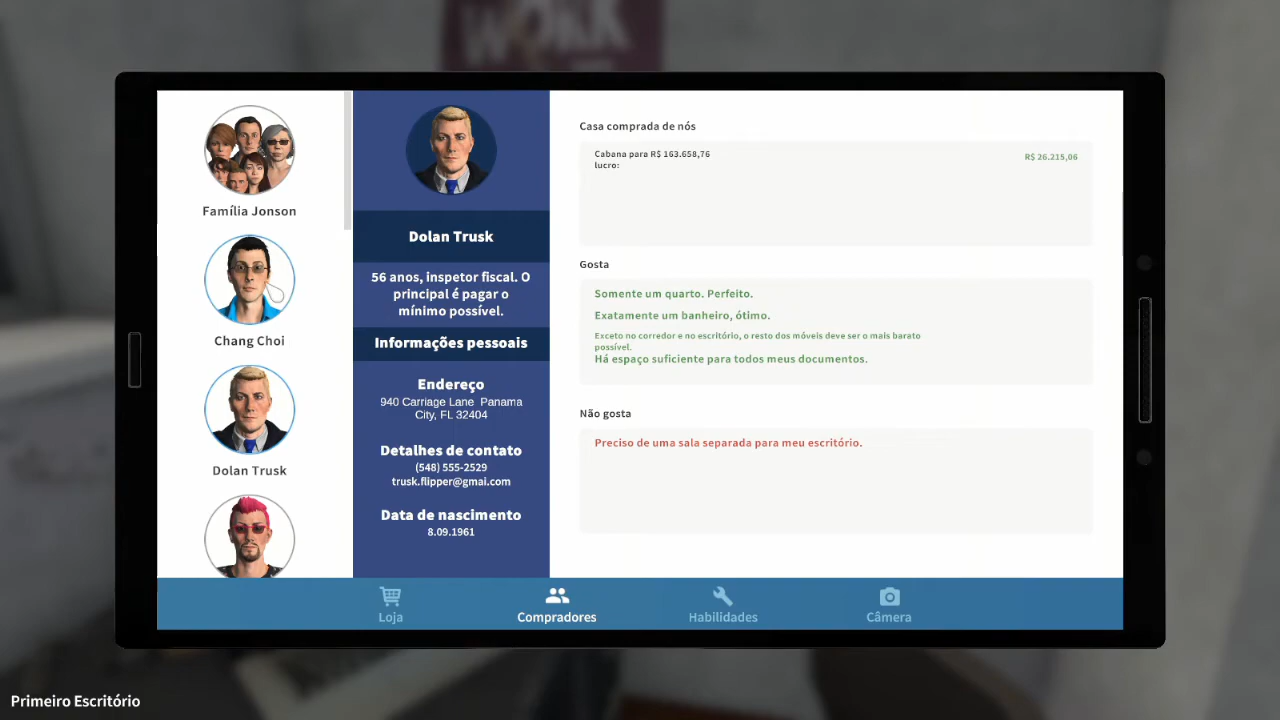 WORK
Família Jonson
Chang Choi
Dolan Trusk
Dolan Trusk
56 anos, inspetor fiscal. O
principal é pagar o
mínimo possível.
Informações pessoais
Endereço
940 Carriage Lane Panama
City, FL 32404
Detalhes de contato
(548) 555-2529
trusk.flipper@gmai.com
Data de nascimento
8.09.1961
Casa comprada de nós
Cabana para R$ 163.658,76
lucro:
R$ 26.215,06
Gosta
Somente um quarto. Perfeito.
Exatamente um banheiro, ótimo.
Exceto no corredor e no escritório, o resto dos móveis deve ser o mais barato
possível.
Há espaço suficiente para todos meus documentos.
Não gosta
Preciso de uma sala separada para meu escritório.
Loja
Compradores
Habilidades
Câmera
Primeiro Escritório